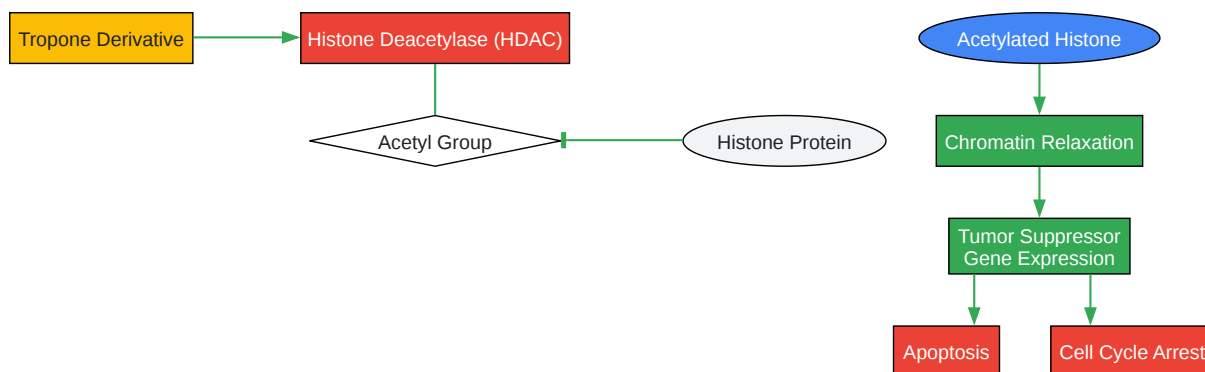 Tropone Derivative
Histone Deacetylase (HDAC)
Acetylated Histone
Acetyl Group
Histone Protein
Chromatin Relaxation
Tumor Suppressor
Gene Expression
Apoptosis
Cell Cycle Arrest